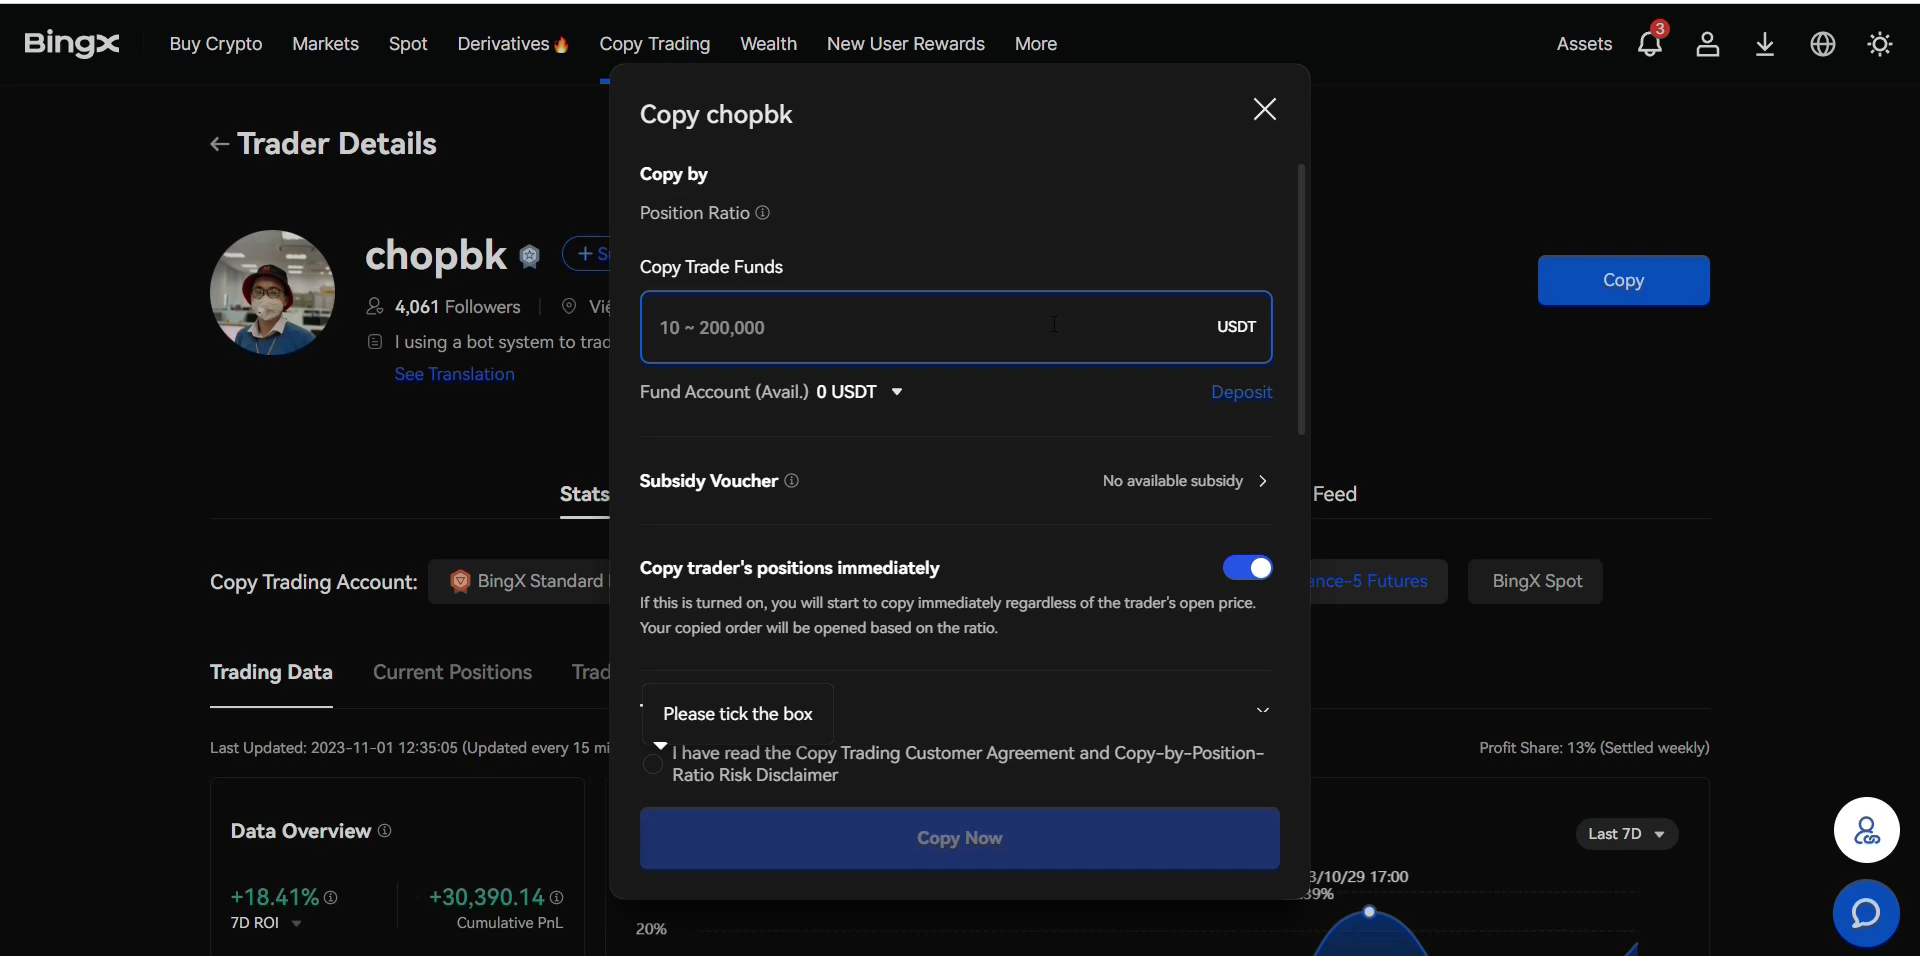 BingX
Buy Crypto
Markets
Spot
Derivatives
Copy Trading
Wealth
New User Rewards
More
Assets
3
Copy chopbk
← Trader Details
Copy by
Position Ratio
chopbk
+
4,061 Followers
Copy Trade Funds
10 ~ 200,000
USDT
Copy
I using a bot system to trad
See Translation
Fund Account (Avail.) 0 USDT
Deposit
Subsidy Voucher
No available subsidy
Stats
Feed
Copy trader's positions immediately
If this is turned on, you will start to copy immediately regardless of the trader's open price.
Your copied order will be opened based on the ratio.
Copy Trading Account:
BingX Standard
ance-5 Futures
BingX Spot
Trading Data
Current Positions
Trad
Please tick the box
I have read the Copy Trading Customer Agreement and Copy-by-Position-
Ratio Risk Disclaimer
Last Updated: 2023-11-01 12:35:05 (Updated every 15 mi
Profit Share: 13% (Settled weekly)
Copy Now
Data Overview
Last 7D
+18.41%
7D ROI
+30,390.14
Cumulative PnL
3/10/29 17:00
39%
20%